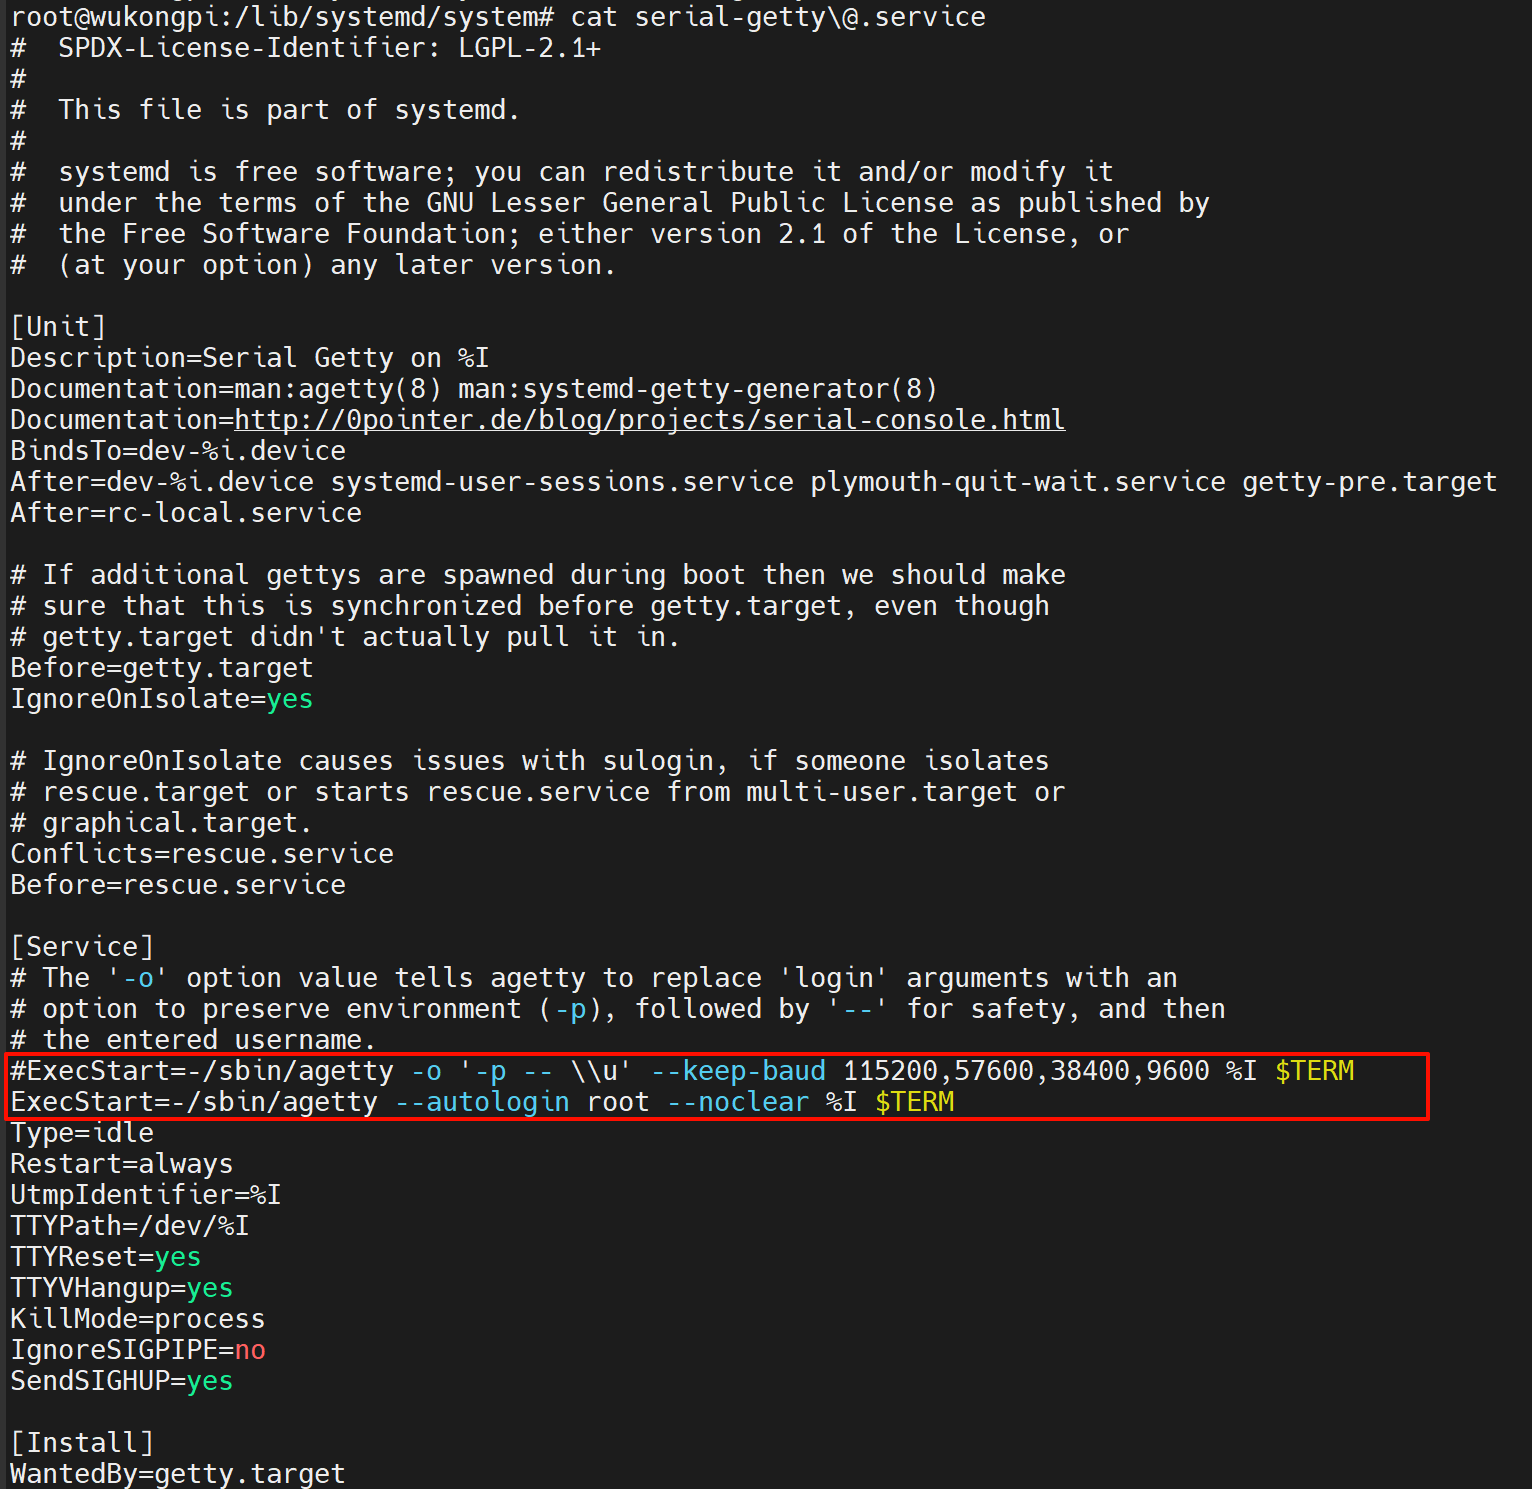 root@wukongpi:/lib/systemd/system# cat serial-getty\@.service
#  SPDX-License-Identifier: LGPL-2.1+
#
#  This file is part of systemd.
#
#  systemd is free software; you can redistribute it and/or modify it
#  under the terms of the GNU Lesser General Public License as published by
#  the Free Software Foundation; either version 2.1 of the License, or
#  (at your option) any later version.

[Unit]
Description=Serial Getty on %I
Documentation=man:agetty(8) man:systemd-getty-generator(8)
Documentation=http://0pointer.de/blog/projects/serial-console.html
BindsTo=dev-%i.device
After=dev-%i.device systemd-user-sessions.service plymouth-quit-wait.service getty-pre.target
After=rc-local.service

# If additional gettys are spawned during boot then we should make
# sure that this is synchronized before getty.target, even though
# getty.target didn't actually pull it in.
Before=getty.target
IgnoreOnIsolate=yes

# IgnoreOnIsolate causes issues with sulogin, if someone isolates
# rescue.target or starts rescue.service from multi-user.target or
# graphical.target.
Conflicts=rescue.service
Before=rescue.service

[Service]
# The '-o' option value tells agetty to replace 'login' arguments with an
# option to preserve environment (-p), followed by '--' for safety, and then
# the entered username.
#ExecStart=-/sbin/agetty -o '-p -- \\u' --keep-baud 115200,57600,38400,9600 %I $TERM
ExecStart=-/sbin/agetty --autologin root --noclear %I $TERM
Type=idle
Restart=always
UtmpIdentifier=%I
TTYPath=/dev/%I
TTYReset=yes
TTYVHangup=yes
KillMode=process
IgnoreSIGPIPE=no
SendSIGHUP=yes

[Install]
WantedBy=getty.target